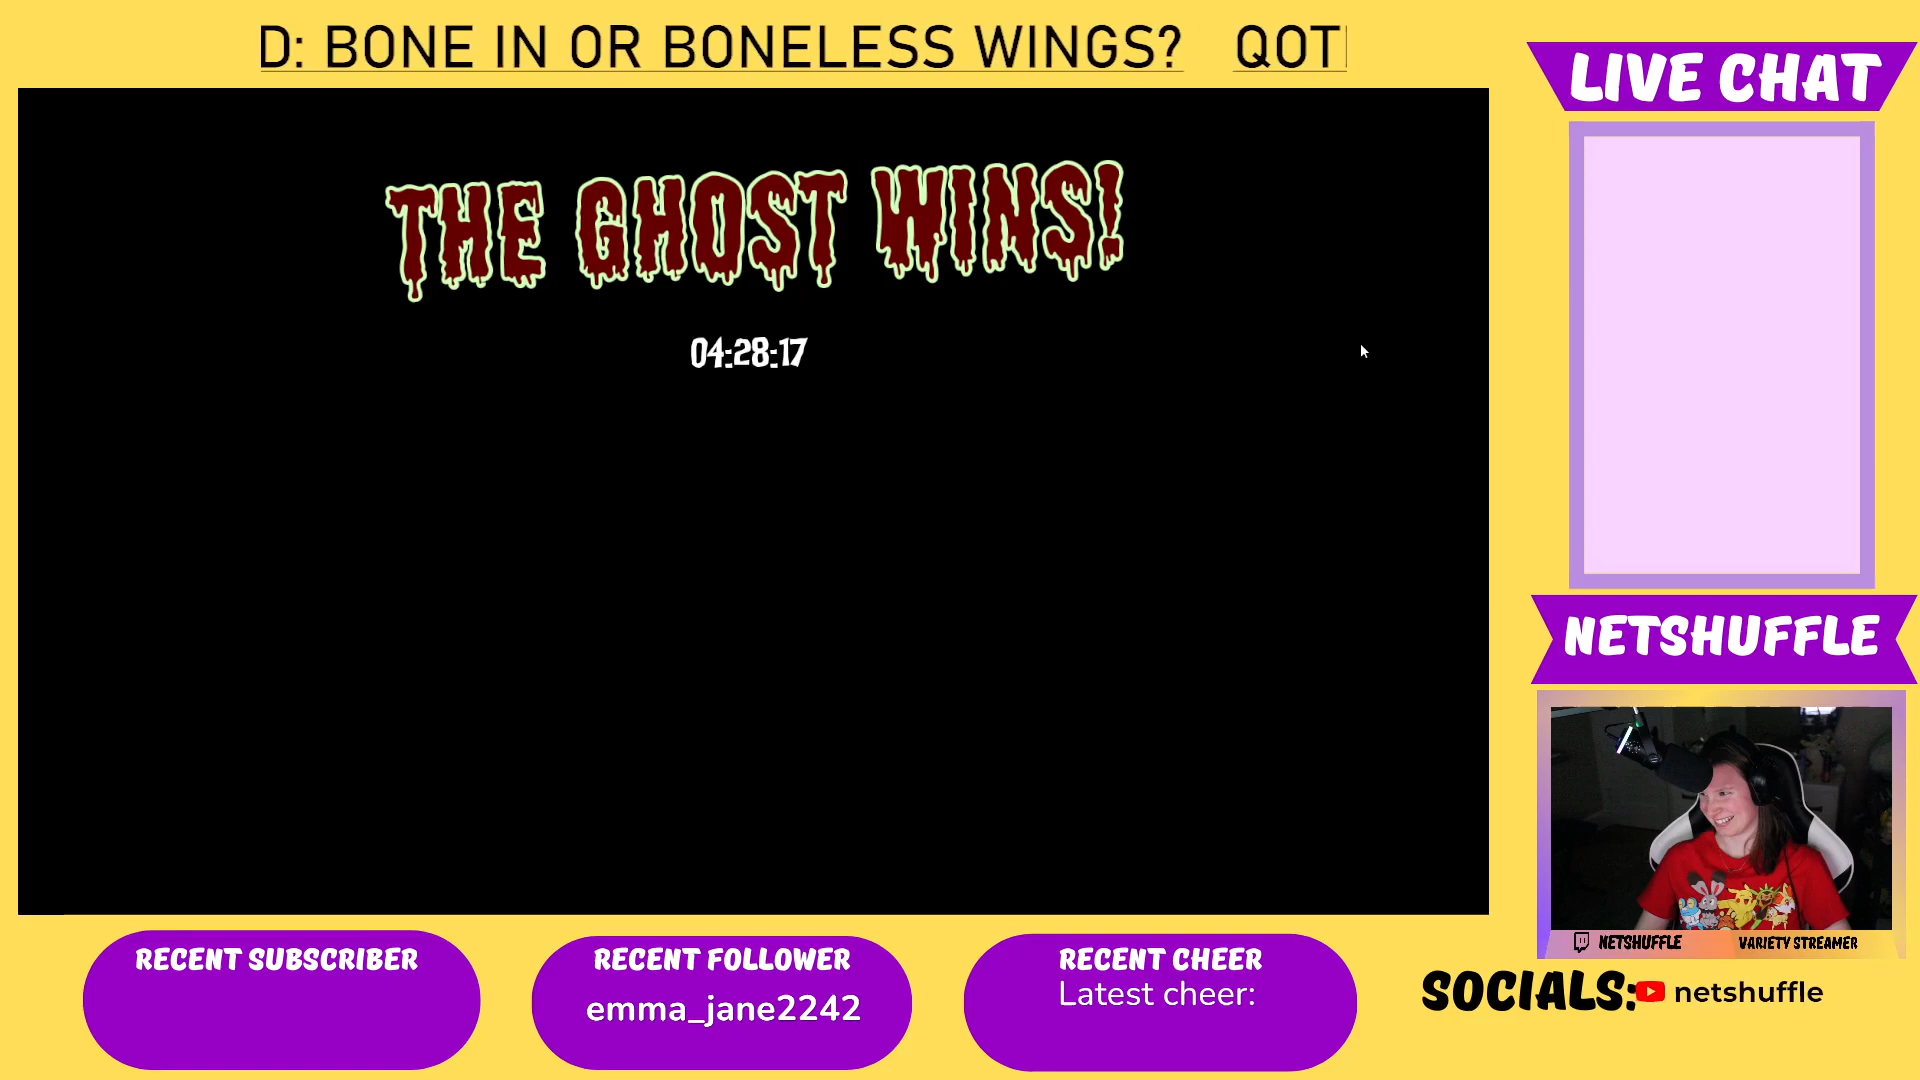 D: BONE IN OR BONELESS WINGS? QOT
LIVE CHAT
THE GHOST WINS!
04:28:17
NETSHUFFLE
NETSHUFFLE VARIETY STREAMER
RECENT SUBSCRIBER
RECENT FOLLOWER
emma_jane2242
RECENT CHEER
Latest cheer:
SOCIALS: netshuffle